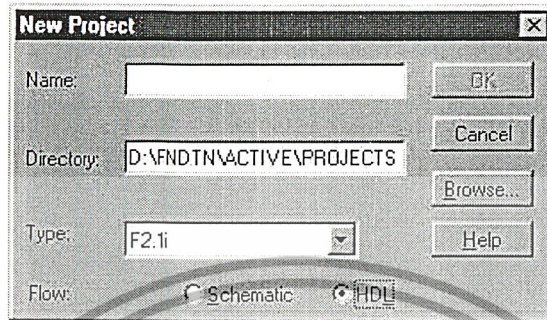 New Project
Name:
OK
Cancel
Directory: D:\FNDTN\ACTIVE\PROJECTS
Browse...
Type: F2.1i
Help
Flow: Schematic HDL